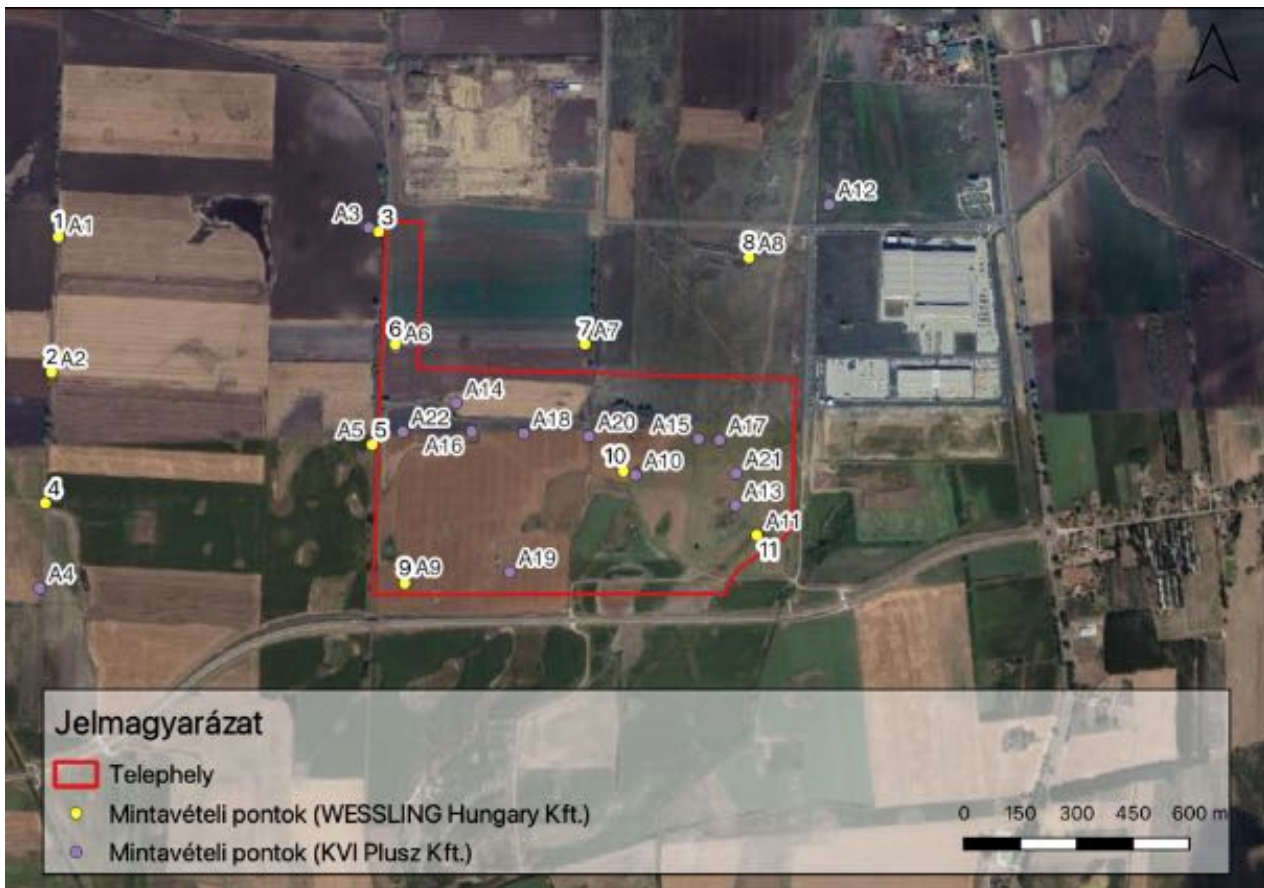 A12
A3 3
1 A1
8 A8
6 A6
7 A7
2 A2
A14
A22
A18
A20
A15
A17
A5 5
A16
10
A10
A21
4
A13
A11
11
A19
9 A9
A4
Jelmagyarázat
Telephely
Mintavételi pontok (WESSLING Hungary Kft.)
Mintavételi pontok (KVI Plusz Kft.)
0 150 300 450 600 m